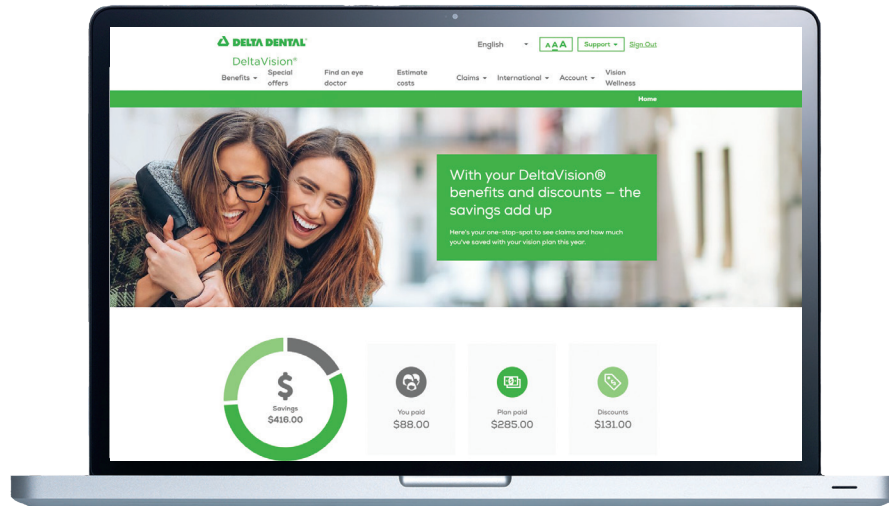 DELTA DENTAL®
DeltaVision®
English
A A A
Support
Sign Out
Benefits
Special offers
Find an eye doctor
Estimate costs
Claims
International
Account
Vision Wellness
Home
With your DeltaVision®
benefits and discounts – the
savings add up
Here's your one-stop-spot to see claims and how much
you've saved with your vision plan this year.
$
Savings
$416.00
You paid
$88.00
Plan paid
$285.00
Discounts
$131.00